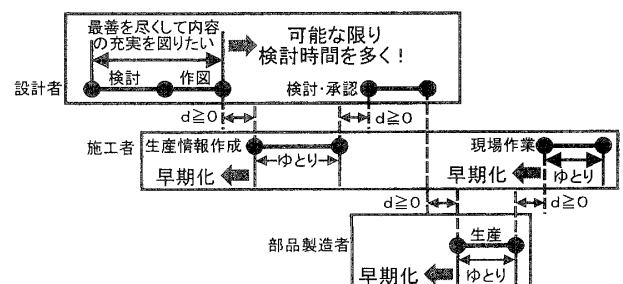 最善を尽くして内容
の充実を図りたい
可能な限り
検討時間を多く！
検討
作図
設計者
検討・承認
d≧0
d≧0
施工者
生産情報作成
現場作業
ゆとり
早期化
早期化
ゆとり
d≧0
d≧0
部品製造者
生産
早期化
ゆとり